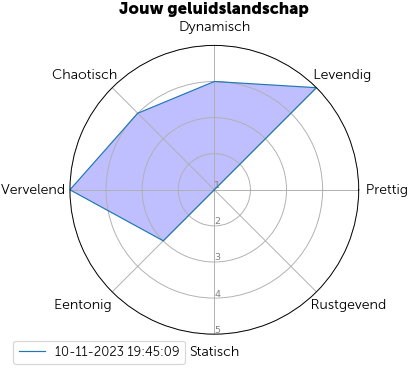 Jouw geluidslandschap
Dynamisch
Chaotisch
Levendig
Vervelend
1
Prettig
2
3
Eentonig
4
Rustgevend
5
10-11-2023 19:45:09
Statisch